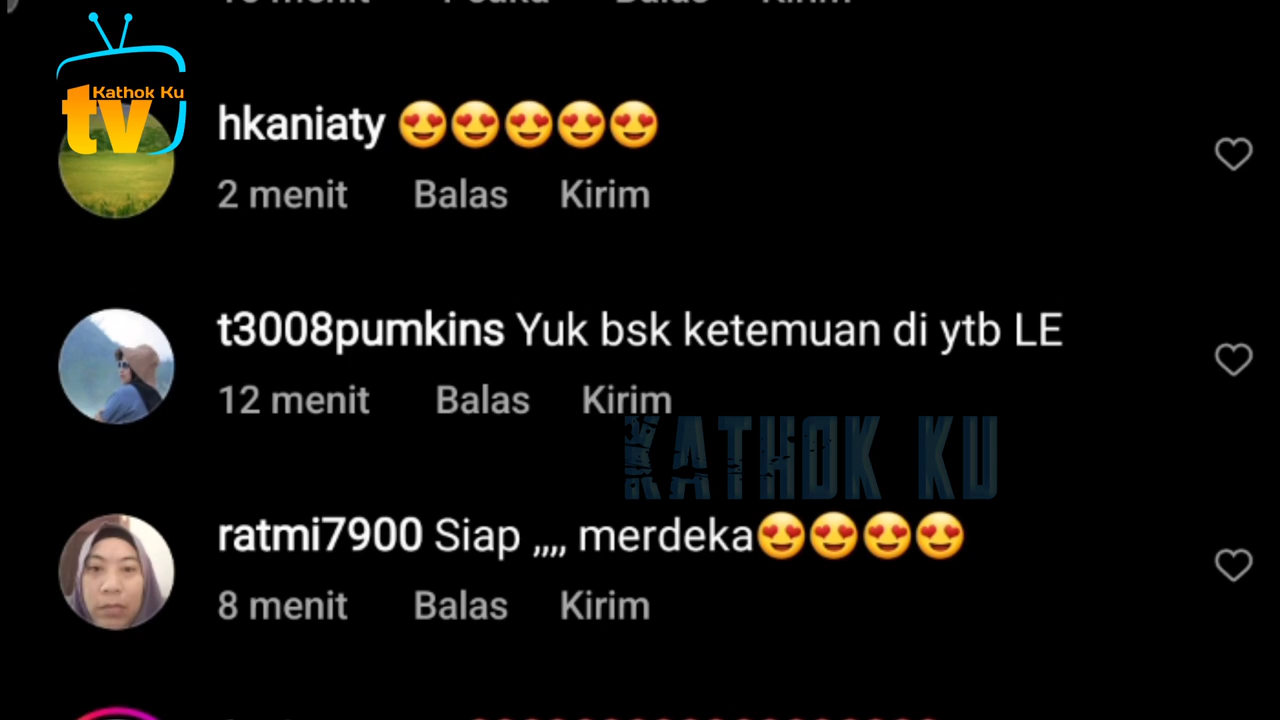 Kathok Ku
tv
hkaniaty 😍😍😍😍😍
2 menit Balas Kirim
t3008pumkins Yuk bsk ketemuan di ytb LE
12 menit Balas Kirim
KATHOK KU
ratmi7900 Siap ,,,, merdeka😍😍😍😍
8 menit Balas Kirim